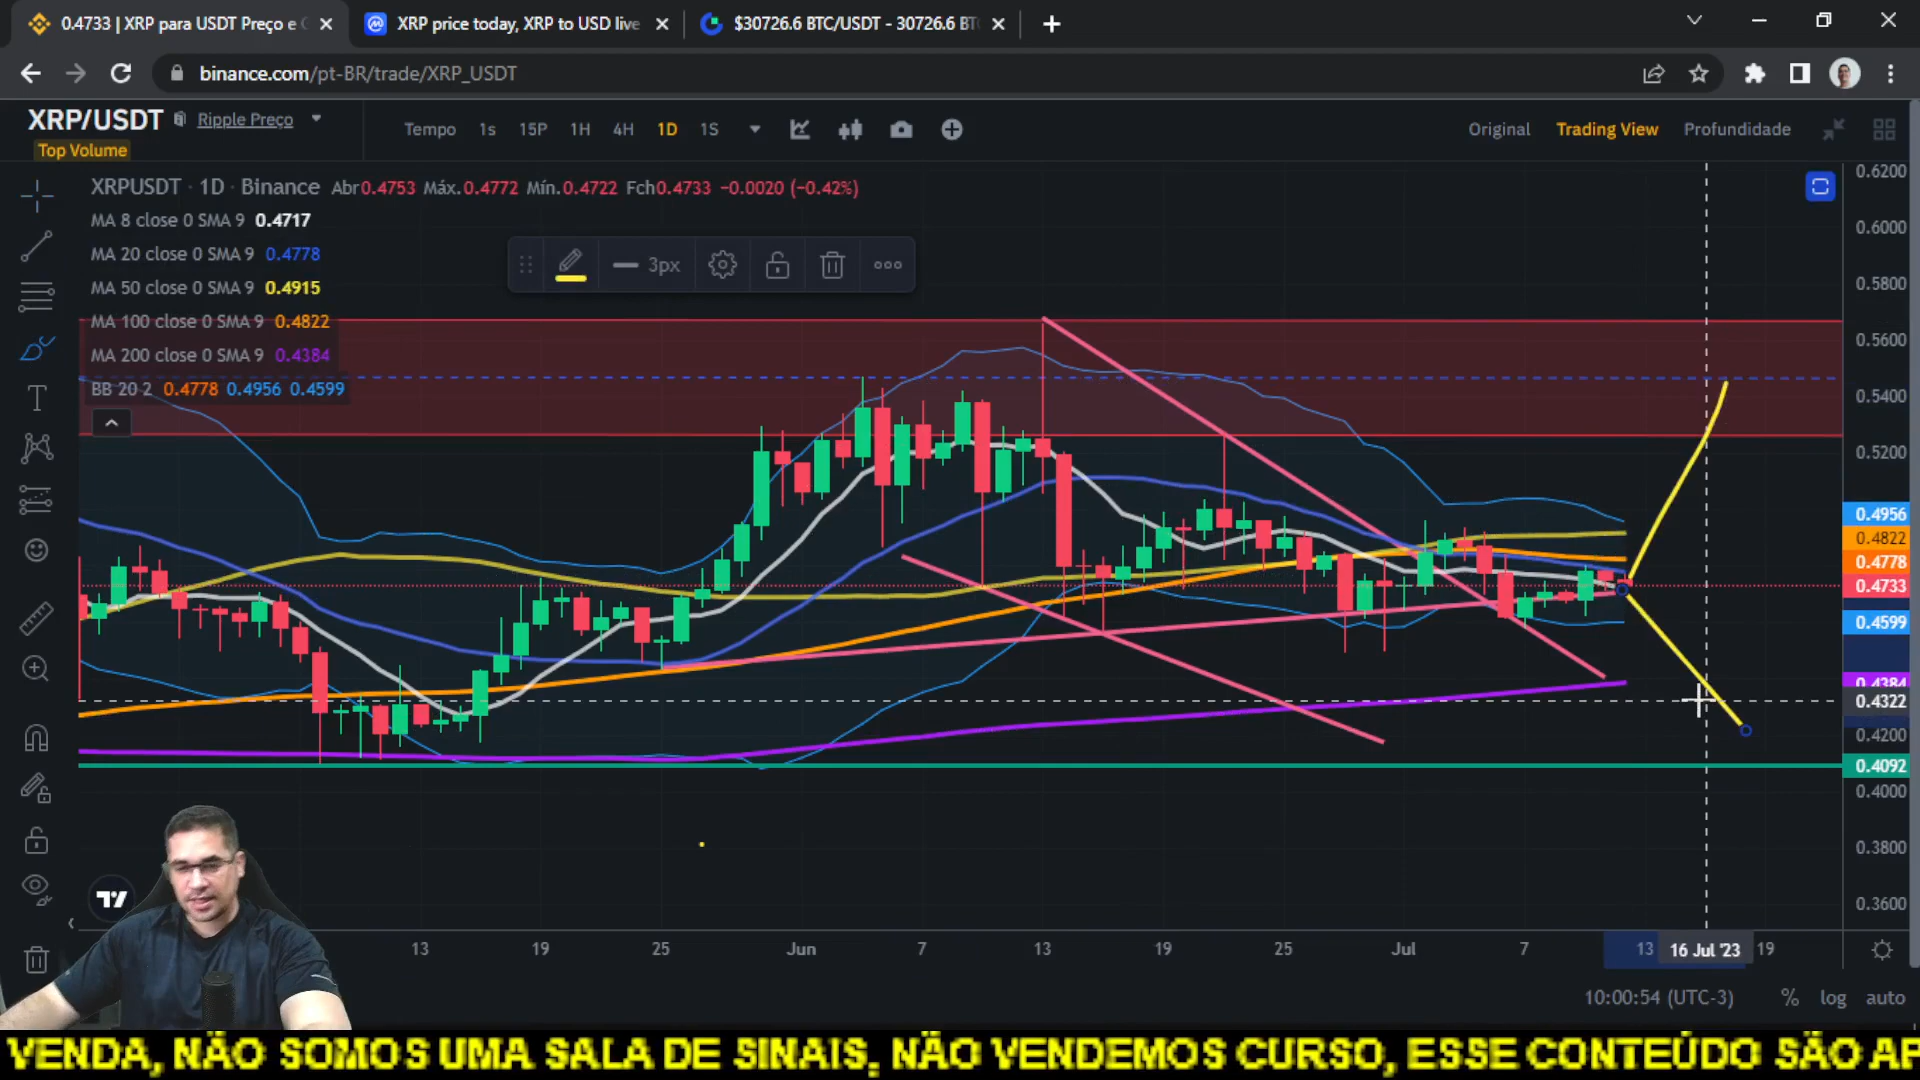 0.4733 | XRP para USDT Preço e
XRP price today, XRP to USD live
$30726.6 BTC/USDT - 30726.6 BT
binance.com/pt-BR/trade/XRP_USDT
XRP/USDT
Ripple Preço
Top Volume
Tempo 1s 15P 1H 4H 1D 1S
Original Trading View Profundidade
XRPUSDT · 1D · Binance Abr0.4753 Máx.0.4772 Mín.0.4722 Fch0.4733 −0.0020 (−0.42%)
MA 8 close 0 SMA 9 0.4717
MA 20 close 0 SMA 9 0.4778
MA 50 close 0 SMA 9 0.4915
MA 100 close 0 SMA 9 0.4822
MA 200 close 0 SMA 9 0.4384
BB 20 2 0.4778 0.4956 0.4599
3px
0.6200
0.6000
0.5800
0.5600
0.5400
0.5200
0.4956
0.4822
0.4778
0.4733
0.4599
0.4384
0.4322
0.4200
0.4092
0.4000
0.3800
0.3600
13 19 25 Jun 7 13 19 25 Jul 7 13 16 Jul '23 19
10:00:54 (UTC-3) % log auto
VENDA, NÃO SOMOS UMA SALA DE SINAIS, NÃO VENDEMOS CURSO, ESSE CONTEÚDO SÃO AP